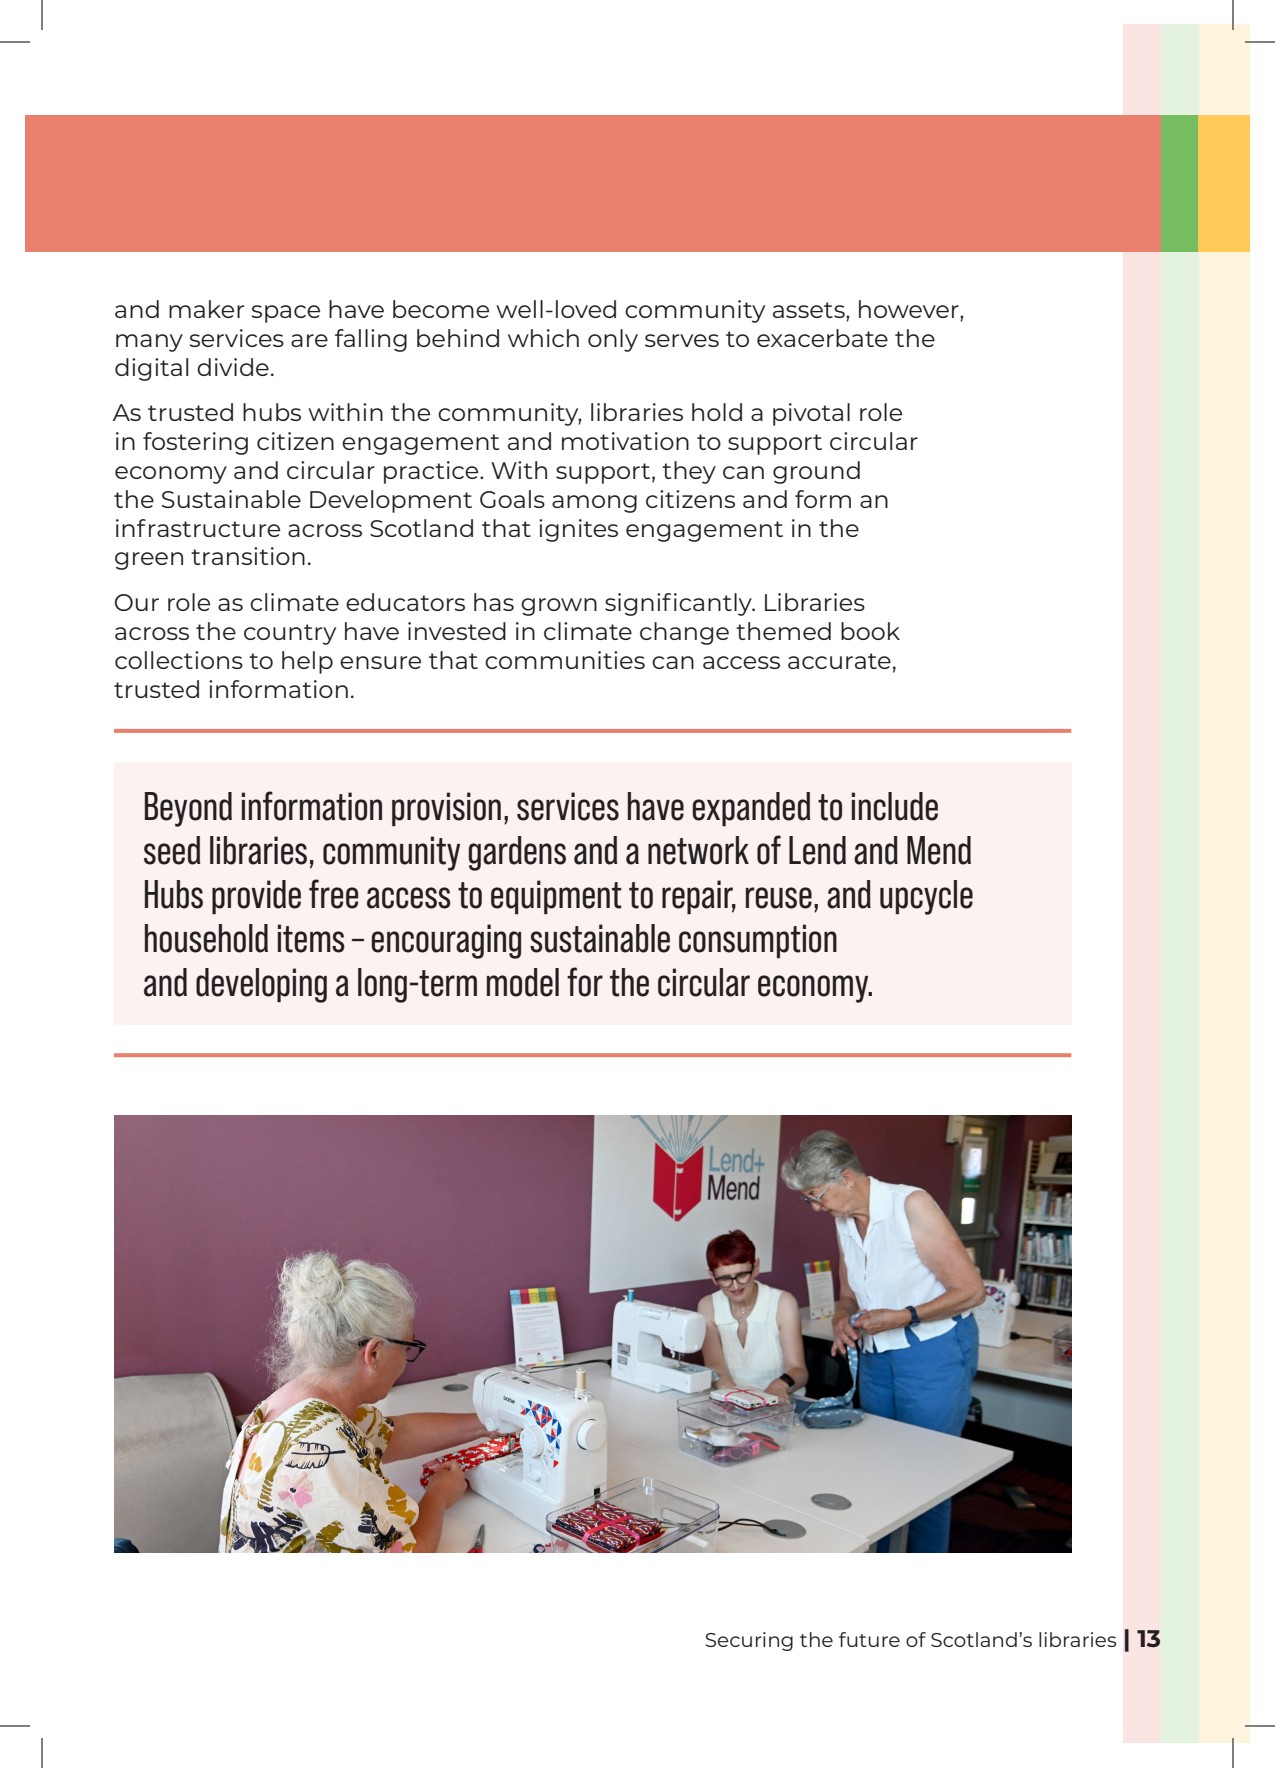 and maker space have become well-loved community assets, however,
many services are falling behind which only serves to exacerbate the
digital divide.
As trusted hubs within the community, libraries hold a pivotal role
in fostering citizen engagement and motivation to support circular
economy and circular practice. With support, they can ground
the Sustainable Development Goals among citizens and form an
infrastructure across Scotland that ignites engagement in the
green transition.
Our role as climate educators has grown significantly. Libraries
across the country have invested in climate change themed book
collections to help ensure that communities can access accurate,
trusted information.
Beyond information provision, services have expanded to include
seed libraries, community gardens and a network of Lend and Mend
Hubs provide free access to equipment to repair, reuse, and upcycle
household items – encouraging sustainable consumption
and developing a long-term model for the circular economy.
Lend+
Mend
brother
Securing the future of Scotland’s libraries | 13